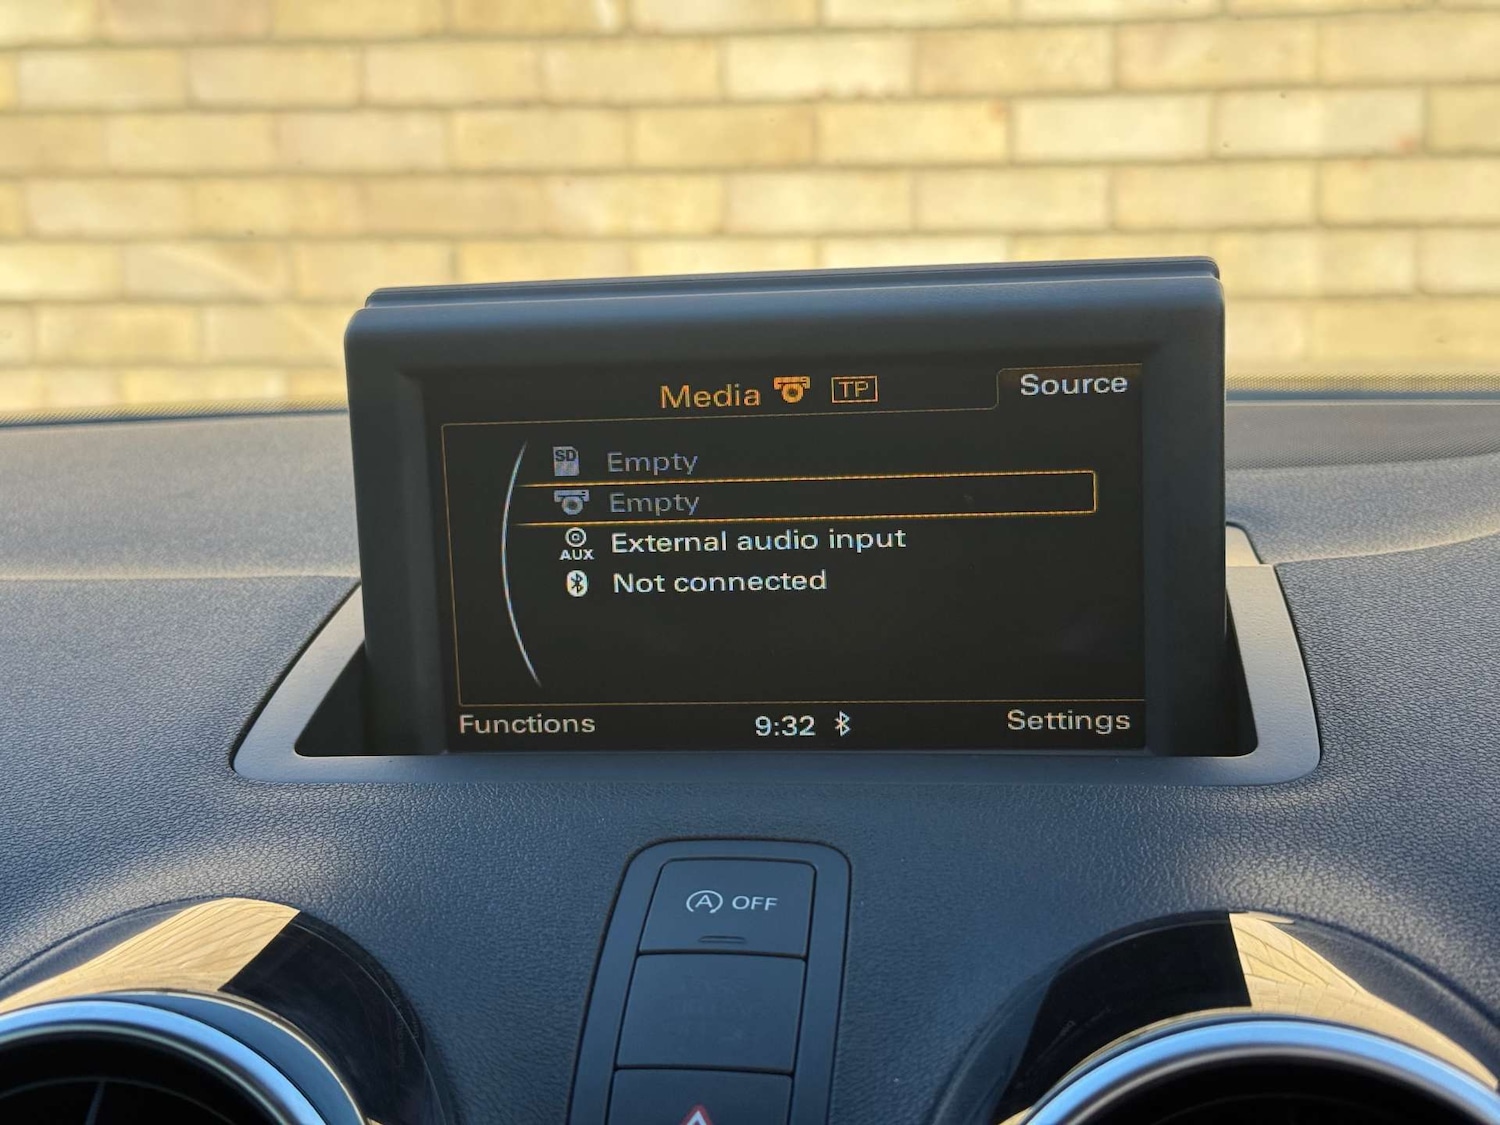 Media TP
Source
SD Empty
Empty
AUX External audio input
Not connected
Functions 9:32 Settings
A OFF